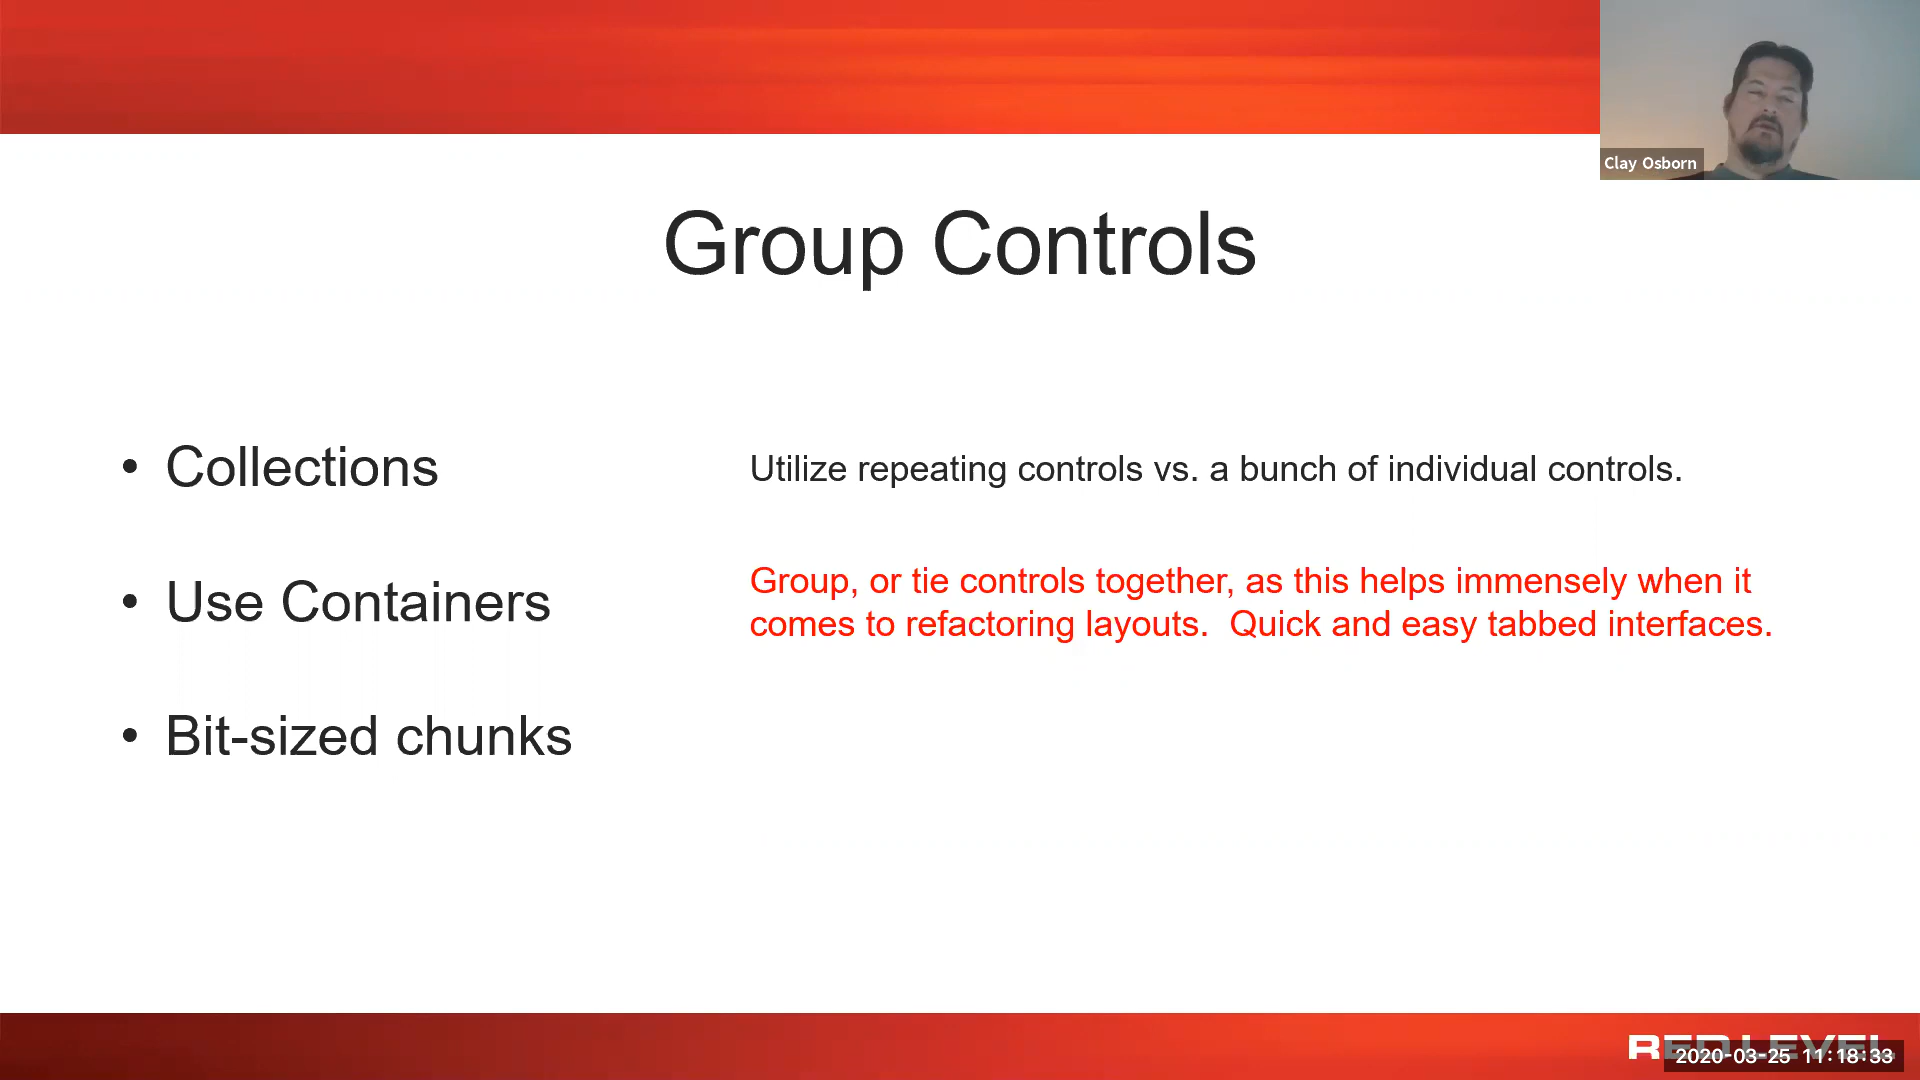 Clay Osborn
Group Controls
• Collections
Utilize repeating controls vs. a bunch of individual controls.
• Use Containers
Group, or tie controls together, as this helps immensely when it
comes to refactoring layouts.  Quick and easy tabbed interfaces.
• Bit-sized chunks
RED LEVEL
2020-03-25 11:18:33